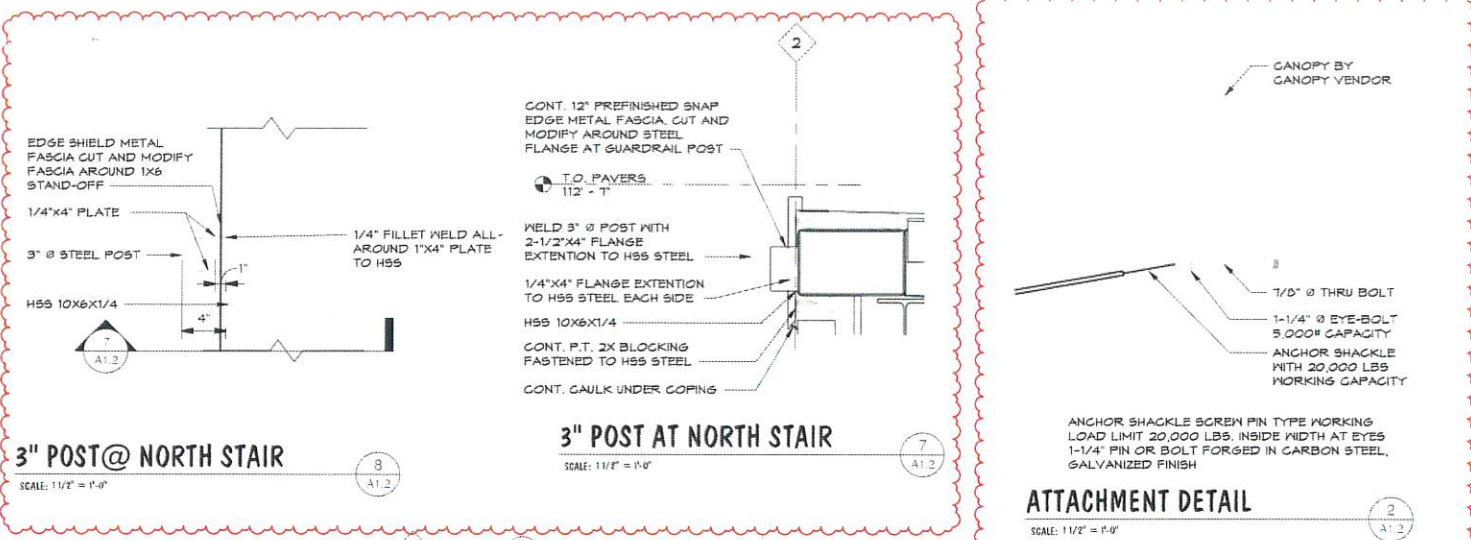 EDGE SHIELD METAL
FASCIA CUT AND MODIFY
FASCIA AROUND 1X6
STAND-OFF
1/4"X4" PLATE
3" Ø STEEL POST
HSS 10X6X1/4
1/4" FILLET WELD ALL-
AROUND 1"X4" PLATE
TO HSS
1"
4"
7
A1.2
3" POST@ NORTH STAIR
SCALE: 1 1/2" = 1'-0"
8
A1.2
2
CONT. 12" PREFINISHED SNAP
EDGE METAL FASCIA, CUT AND
MODIFY AROUND STEEL
FLANGE AT GUARDRAIL POST
T.O. PAVERS
112' - 7"
WELD 3" Ø POST WITH
2-1/2"X4" FLANGE
EXTENTION TO HSS STEEL
1/4"X4" FLANGE EXTENTION
TO HSS STEEL EACH SIDE
HSS 10X6X1/4
CONT. P.T. 2X BLOCKING
FASTENED TO HSS STEEL
CONT. CAULK UNDER COPING
3" POST AT NORTH STAIR
SCALE: 1 1/2" = 1'-0"
7
A1.2
CANOPY BY
CANOPY VENDOR
7/8" Ø THRU BOLT
1-1/4" Ø EYE-BOLT
5,000# CAPACITY
ANCHOR SHACKLE
WITH 20,000 LBS
WORKING CAPACITY
ANCHOR SHACKLE SCREW PIN TYPE WORKING
LOAD LIMIT 20,000 LBS. INSIDE WIDTH AT EYES
1-1/4" PIN OR BOLT FORGED IN CARBON STEEL,
GALVANIZED FINISH
ATTACHMENT DETAIL
SCALE: 1 1/2" = 1'-0"
2
A1.2